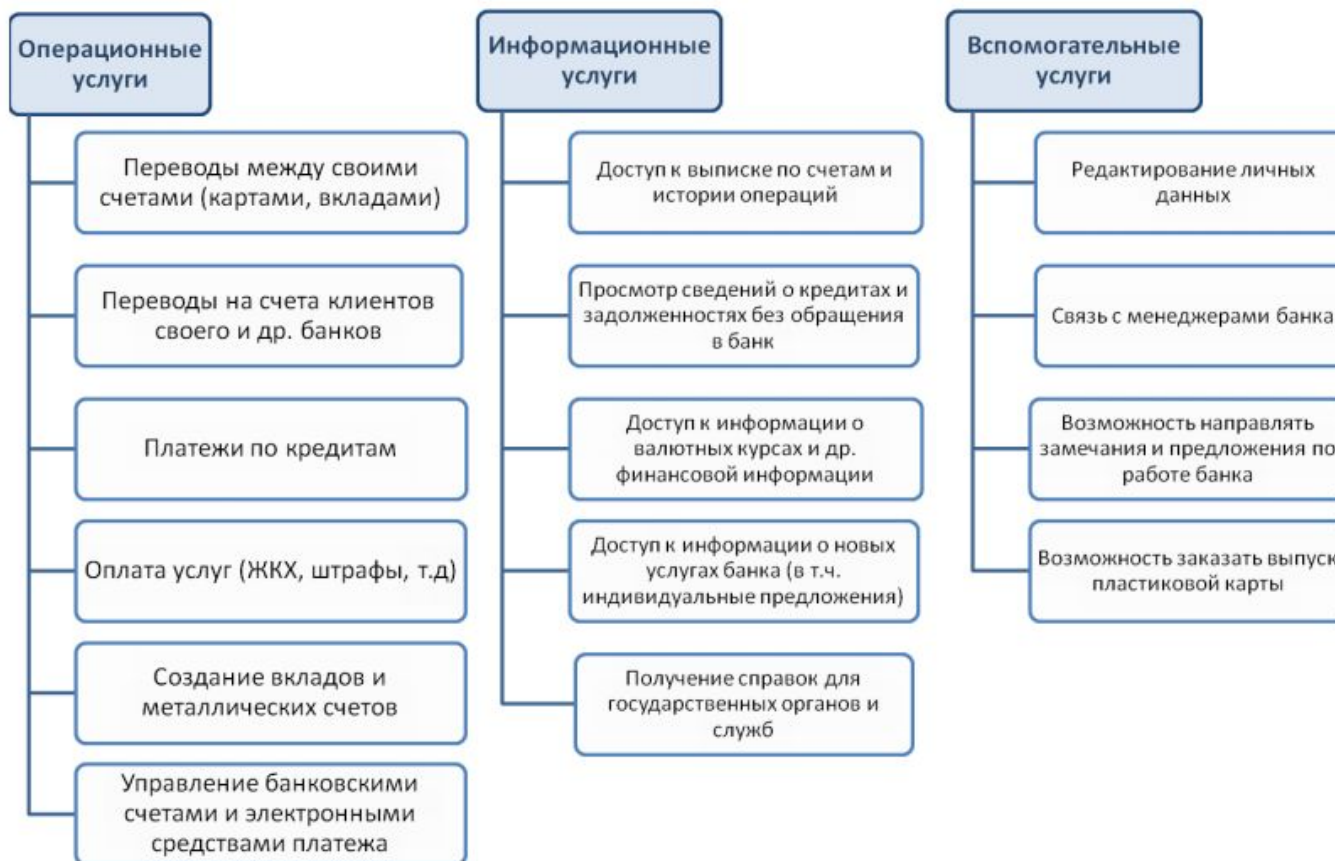 Операционные
услуги
Переводы между своими
счетами (картами, вкладами)
Переводы на счета клиентов
своего и др. банков
Платежи по кредитам
Оплата услуг (ЖКХ, штрафы, т.д)
Создание вкладов и
металлических счетов
Управление банковскими
счетами и электронными
средствами платежа
Информационные
услуги
Доступ к выписке по счетам и
истории операций
Просмотр сведений о кредитах и
задолженностях без обращения
в банк
Доступ к информации о
валютных курсах и др.
финансовой информации
Доступ к информации о новых
услугах банка (в т.ч.
индивидуальные предложения)
Получение справок для
государственных органов и
служб
Вспомогательные
услуги
Редактирование личных
данных
Связь с менеджерами банка
Возможность направлять
замечания и предложения по
работе банка
Возможность заказать выпуск
пластиковой карты